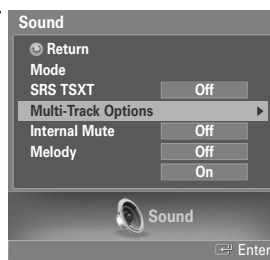 Sound
Return
Mode
SRS TSXT Off
Multi-Track Options
Internal Mute Off
Melody Off
On
Sound
Enter